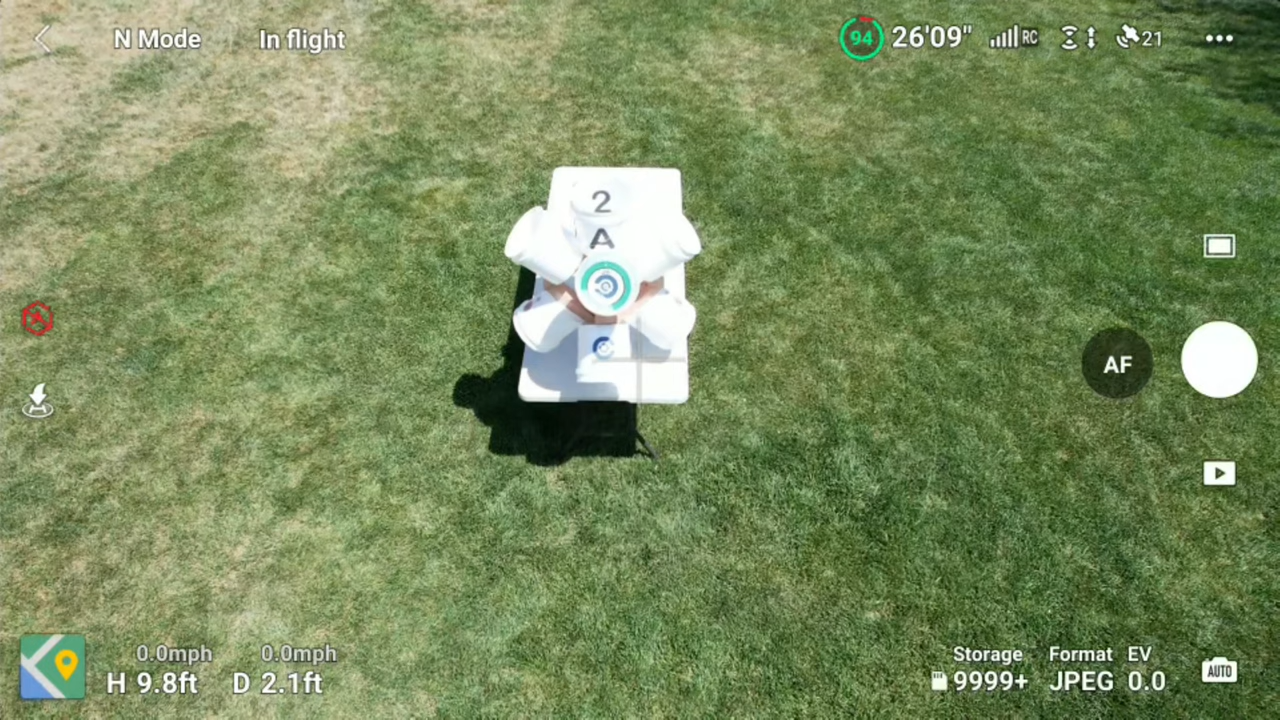 N Mode In flight 94 26'09" RC 21
2
A
AF
0.0mph 0.0mph
H 9.8ft D 2.1ft
Storage Format EV
9999+ JPEG 0.0
AUTO